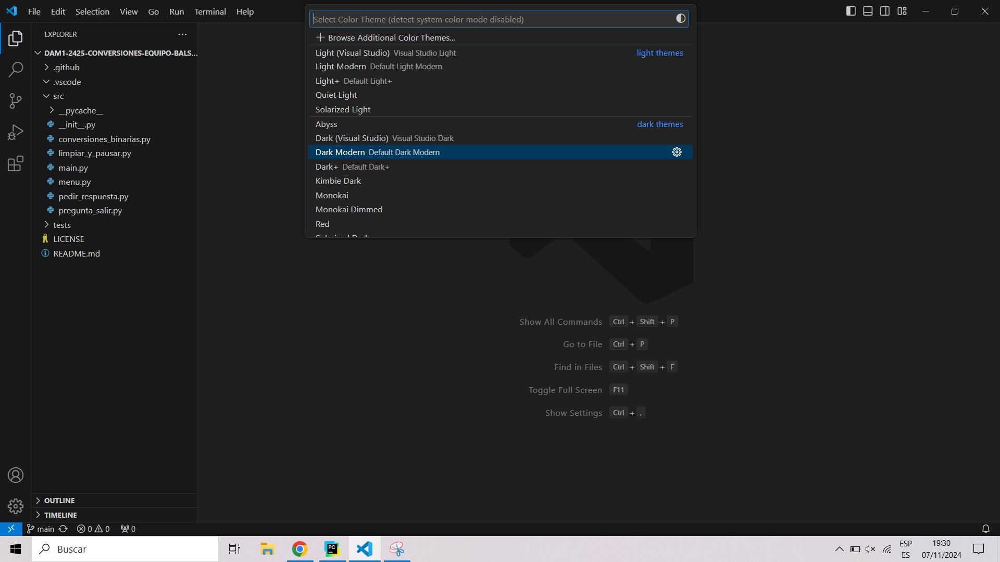 File Edit Selection View Go Run Terminal Help
Select Color Theme (detect system color mode disabled)
Browse Additional Color Themes...
Light (Visual Studio) Visual Studio Light light themes
Light Modern Default Light Modern
Light+ Default Light+
Quiet Light
Solarized Light
Abyss dark themes
Dark (Visual Studio) Visual Studio Dark
Dark Modern Default Dark Modern
Dark+ Default Dark+
Kimbie Dark
Monokai
Monokai Dimmed
Red
Solarized Dark
EXPLORER
DAM1-2425-CONVERSIONES-EQUIPO-BALS...
.github
.vscode
src
__pycache__
__init__.py
conversiones_binarias.py
limpiar_y_pausar.py
main.py
menu.py
pedir_respuesta.py
pregunta_salir.py
tests
LICENSE
README.md
OUTLINE
TIMELINE
Show All Commands Ctrl + Shift + P
Go to File Ctrl + P
Find in Files Ctrl + Shift + F
Toggle Full Screen F11
Show Settings Ctrl + ,
main 0 0 0
Buscar
PC
ESP
ES
19:30
07/11/2024